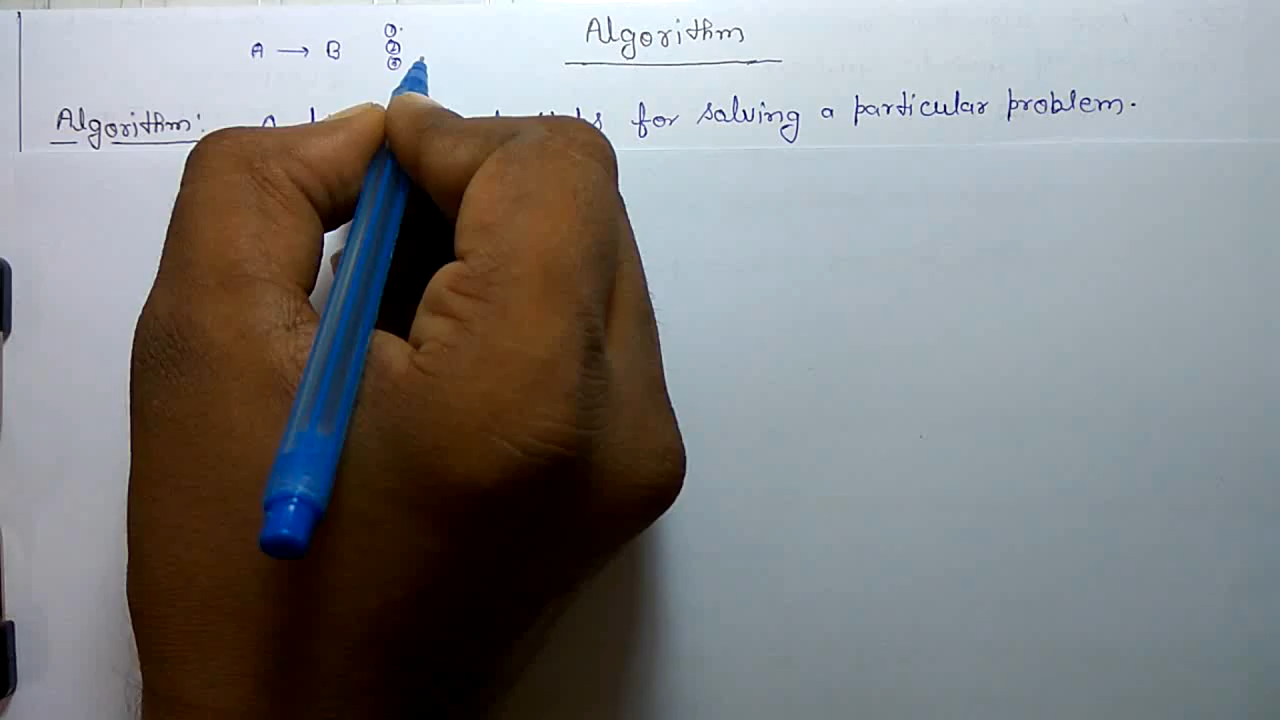 Algorithm
A → B
①
②
③
Algorithm: A for solving a particular problem.